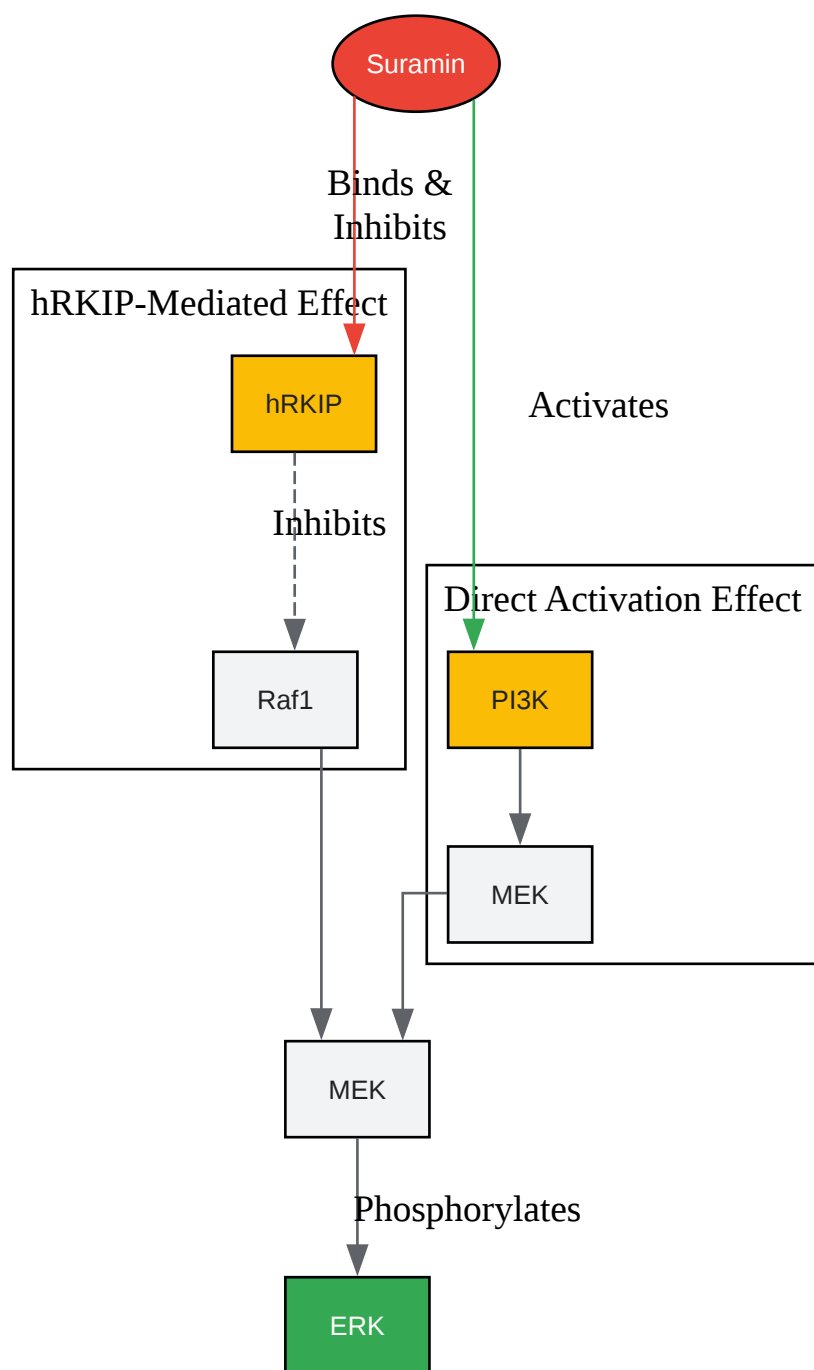 Suramin
Binds &
Inhibits
hRKIP-Mediated Effect
hRKIP
Activates
Inhibits
Direct Activation Effect
Raf1
PI3K
MEK
MEK
Phosphorylates
ERK